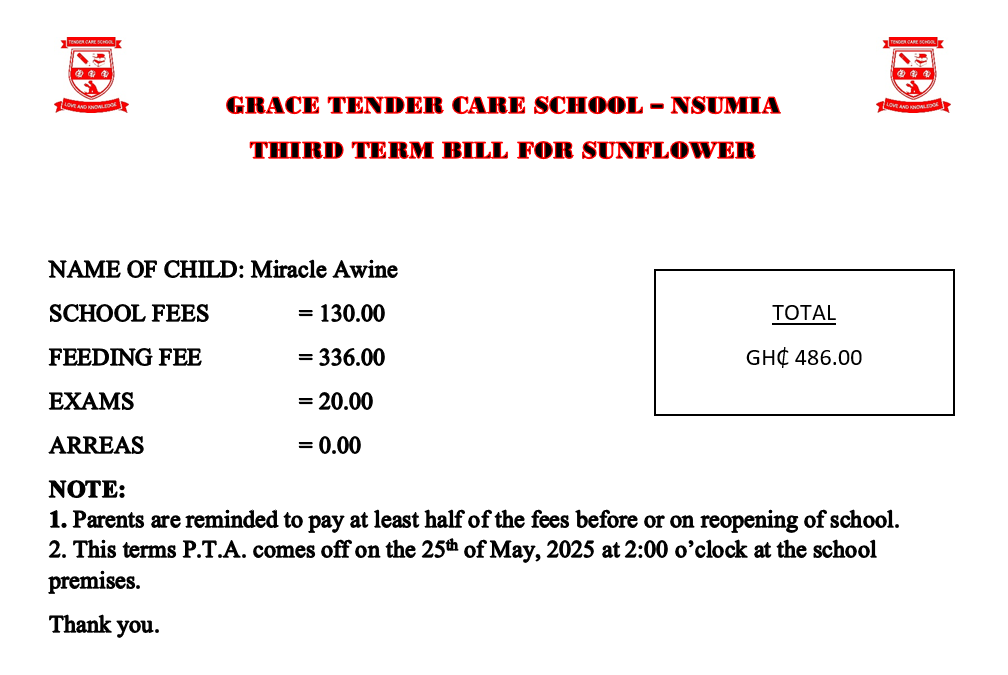 TENDER CARE SCHOOL
LOVE AND KNOWLEDGE
TENDER CARE SCHOOL
LOVE AND KNOWLEDGE
GRACE TENDER CARE SCHOOL – NSUMIA
THIRD TERM BILL FOR SUNFLOWER
NAME OF CHILD: Miracle Awine
SCHOOL FEES = 130.00
FEEDING FEE = 336.00
EXAMS = 20.00
ARREAS = 0.00
TOTAL
GH₵ 486.00
NOTE:
1. Parents are reminded to pay at least half of the fees before or on reopening of school.
2. This terms P.T.A. comes off on the 25th of May, 2025 at 2:00 o’clock at the school
premises.
Thank you.